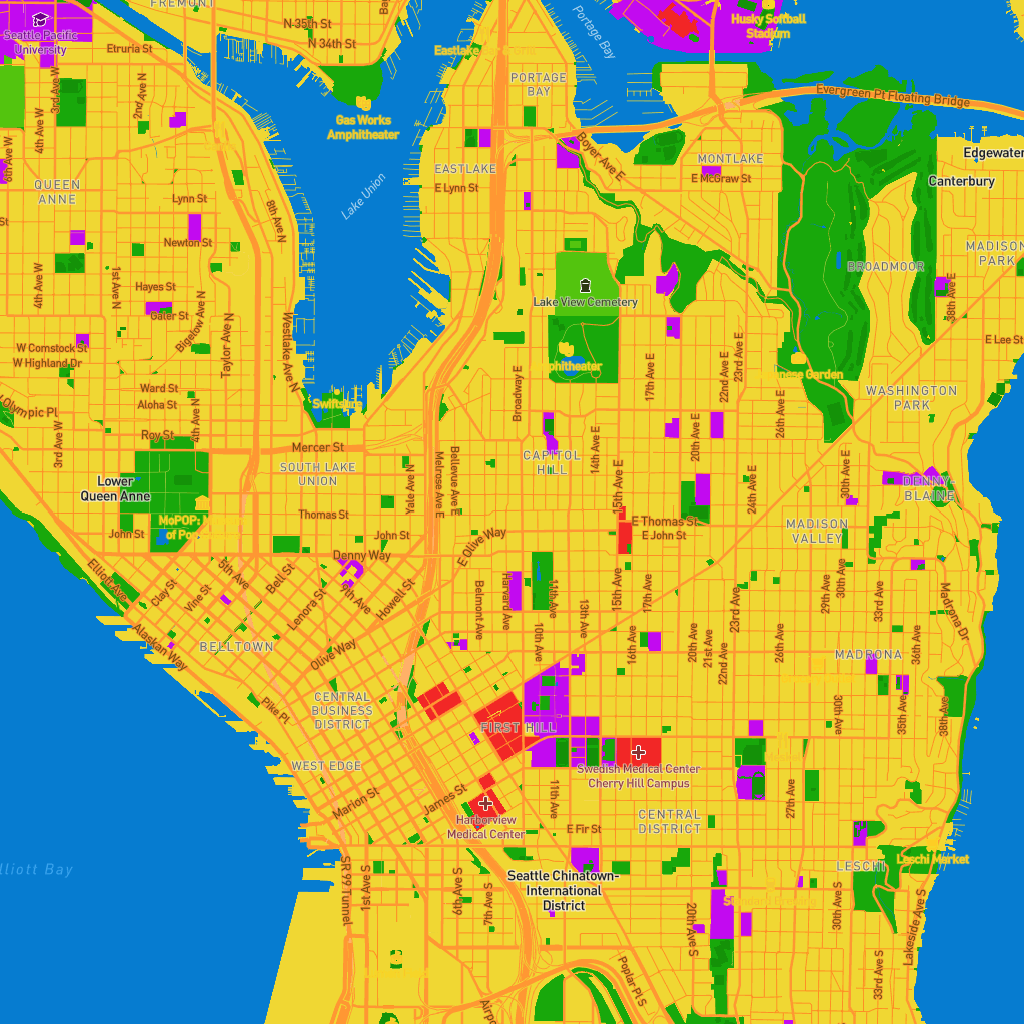 FREMONT
Seattle Pacific
University
N 35th St
N 34th St
Etruria St
Portage Bay
Husky Softball
Stadium
PORTAGE
BAY
Evergreen Pt Floating Bridge
Gas Works
Amphitheater
3rd Ave W
2nd Ave N
4th Ave W
6th Ave W
EASTLAKE
E Lynn St
Boyer Ave E
MONTLAKE
E McGraw St
Edgewater
Canterbury
QUEEN
ANNE
Lynn St
Newton St
8th Ave N
Lake Union
MADISON
PARK
BROADMOOR
38th Ave E
4th Ave W
1st Ave N
Hayes St
Galer St
Bigelow Ave N
Taylor Ave N
Westlake Ave N
Lake View Cemetery
E Lee St
W Comstock St
W Highland Dr
Ward St
Aloha St
4th Ave N
Olympic Pl
3rd Ave W
Roy St
Mercer St
Broadway E
17th Ave E
22nd Ave E
23rd Ave E
26th Ave E
WASHINGTON
PARK
SOUTH LAKE
UNION
Yale Ave N
Melrose Ave E
Bellevue Ave E
CAPITOL
HILL
14th Ave E
15th Ave E
20th Ave E
24th Ave E
30th Ave E
DENNY-
BLAINE
Lower
Queen Anne
Thomas St
John St
John St
E Olive Way
E Thomas St
E John St
MADISON
VALLEY
Denny Way
Elliott Ave
Clay St
Vine St
5th Ave
Bell St
Lenora St
9th Ave
Howell St
Belmont Ave
Harvard Ave
10th Ave
11th Ave
13th Ave
15th Ave
17th Ave
16th Ave
20th Ave
21st Ave
22nd Ave
23rd Ave
26th Ave
29th Ave
30th Ave
33rd Ave
36th Ave
Madrona Dr
Alaskan Way
BELLTOWN
Olive Way
MADRONA
Pike Pl
CENTRAL
BUSINESS
DISTRICT
FIRST HILL
30th Ave
35th Ave
38th Ave
WEST EDGE
Marion St
James St
Swedish Medical Center
Cherry Hill Campus
Harborview
Medical Center
11th Ave
E Fir St
CENTRAL
DISTRICT
27th Ave
LESCHI
Leschi Market
Elliott Bay
SR 99 Tunnel
1st Ave S
6th Ave S
7th Ave S
Seattle Chinatown-
International
District
20th Ave S
30th Ave S
33rd Ave S
Lakeside Ave S
Poplar Pl S